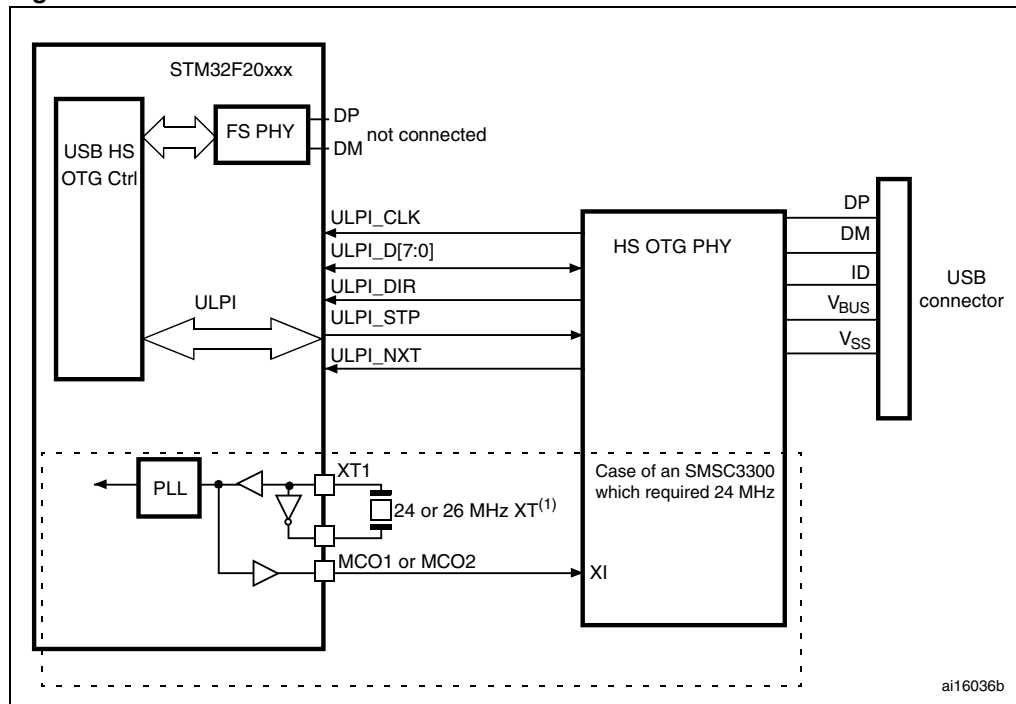 STM32F20xxx
USB HS
OTG Ctrl
FS PHY
DP
DM
not connected
ULPI
ULPI_CLK
ULPI_D[7:0]
ULPI_DIR
ULPI_STP
ULPI_NXT
HS OTG PHY
DP
DM
ID
VBUS
VSS
USB
connector
PLL
XT1
24 or 26 MHz XT(1)
MCO1 or MCO2
Case of an SMSC3300
which required 24 MHz
XI
ai16036b